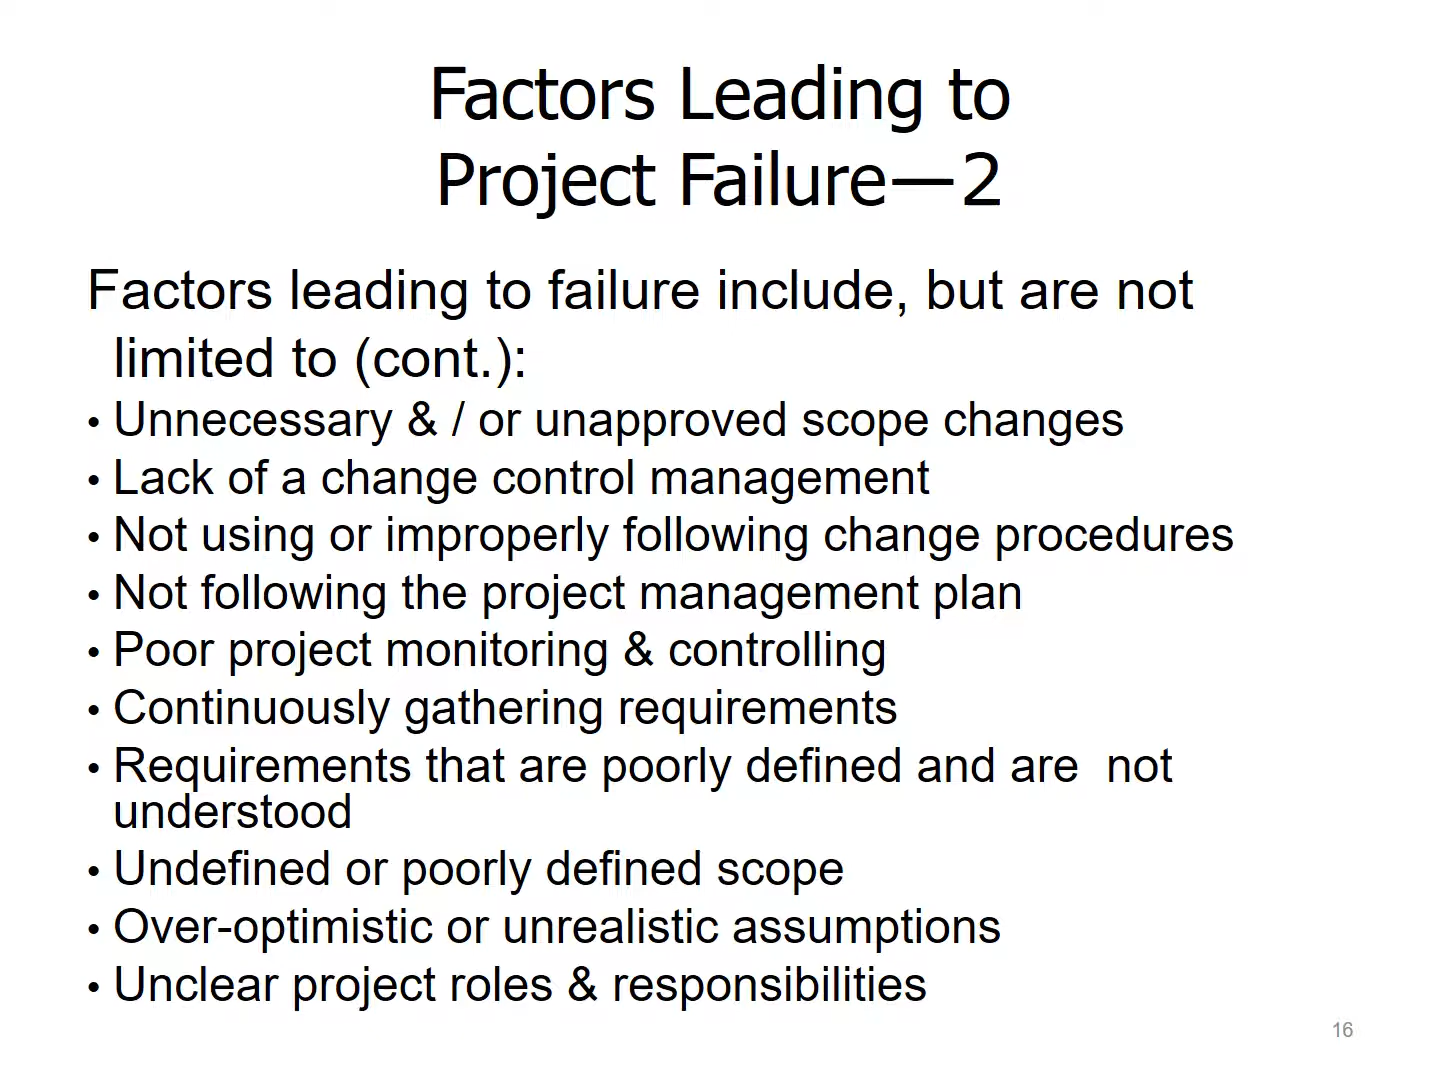 Factors Leading to
Project Failure—2
Factors leading to failure include, but are not
limited to (cont.):
• Unnecessary & / or unapproved scope changes
• Lack of a change control management
• Not using or improperly following change procedures
• Not following the project management plan
• Poor project monitoring & controlling
• Continuously gathering requirements
• Requirements that are poorly defined and are  not
understood
• Undefined or poorly defined scope
• Over-optimistic or unrealistic assumptions
• Unclear project roles & responsibilities
16